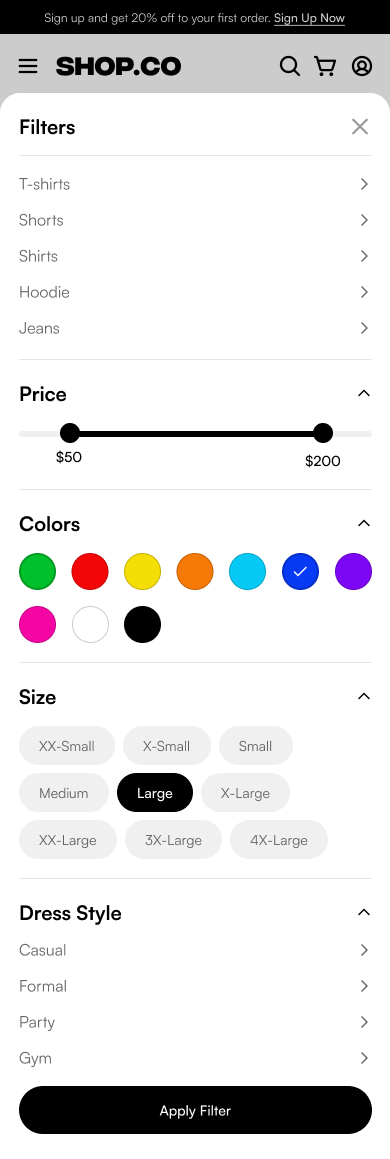 Sign up and get 20% off to your first order. Sign Up Now
SHOP.CO
Filters
T-shirts
Shorts
Shirts
Hoodie
Jeans
Price
$50
$200
Colors
Size
XX-Small X-Small Small
Medium Large X-Large
XX-Large 3X-Large 4X-Large
Dress Style
Casual
Formal
Party
Gym
Apply Filter